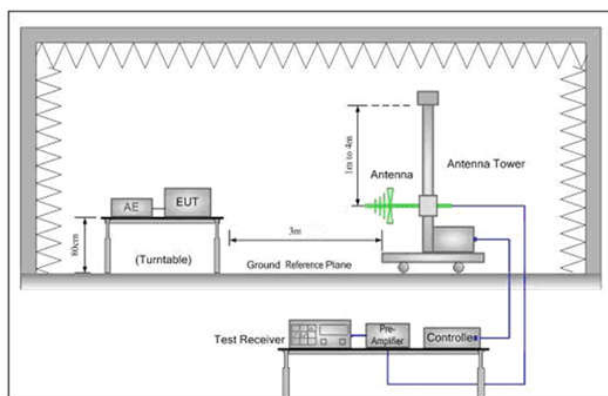 1m to 4m
Antenna
Antenna Tower
AE
EUT
80cm
(Turntable)
3m
Ground Reference Plane
Test Receiver
Pre-
Amplifier
Controller